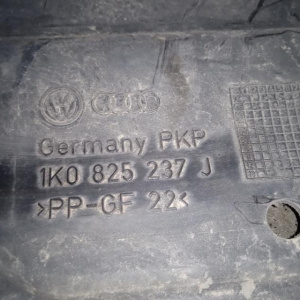 Germany PKP
1K0 825 237 J
>PP-GF 22<